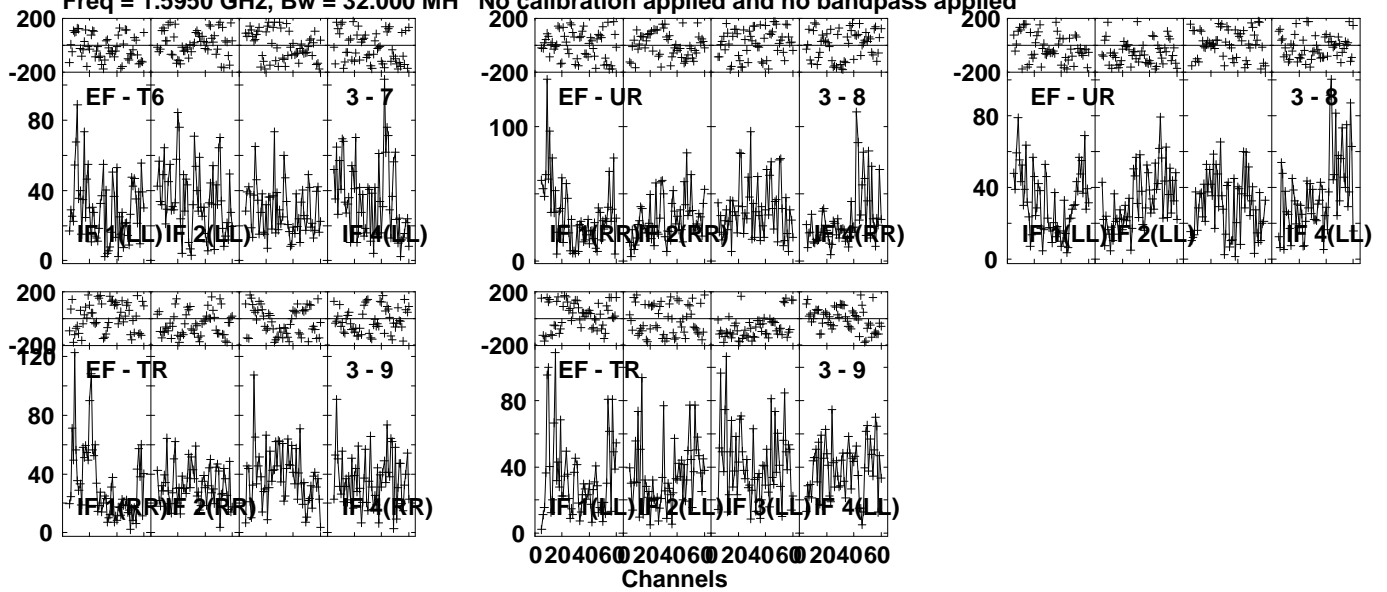 Freq = 1.5950 GHz, Bw = 32.000 MH No calibration applied and no bandpass applied
200 200 200
-200 -200 -200
EF - T6 3 - 7 EF - UR 3 - 8 EF - UR 3 - 8
80 100 80
40 40
IF 1(LL) IF 2(LL) IF 4(LL) IF 1(RR) IF 2(RR) IF 4(RR) IF 1(LL) IF 2(LL) IF 4(LL)
0 0 0
200 200
-200 -200
120
EF - TR 3 - 9 EF - TR 3 - 9
80 80
40 40
IF 1(RR) IF 2(RR) IF 4(RR) IF 1(LL) IF 2(LL) IF 3(LL) IF 4(LL)
0 0
0 20 40 60 0 20 40 60 0 20 40 60 0 20 40 60
Channels